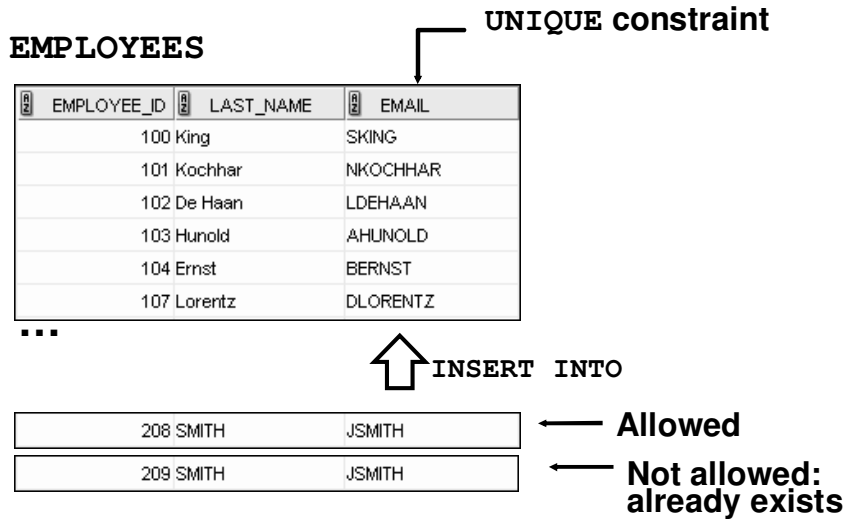 UNIQUE constraint
EMPLOYEES
EMPLOYEE_ID LAST_NAME EMAIL
100 King SKING
101 Kochhar NKOCHHAR
102 De Haan LDEHAAN
103 Hunold AHUNOLD
104 Ernst BERNST
107 Lorentz DLORENTZ
...
INSERT INTO
208 SMITH JSMITH
Allowed
209 SMITH JSMITH
Not allowed:
already exists